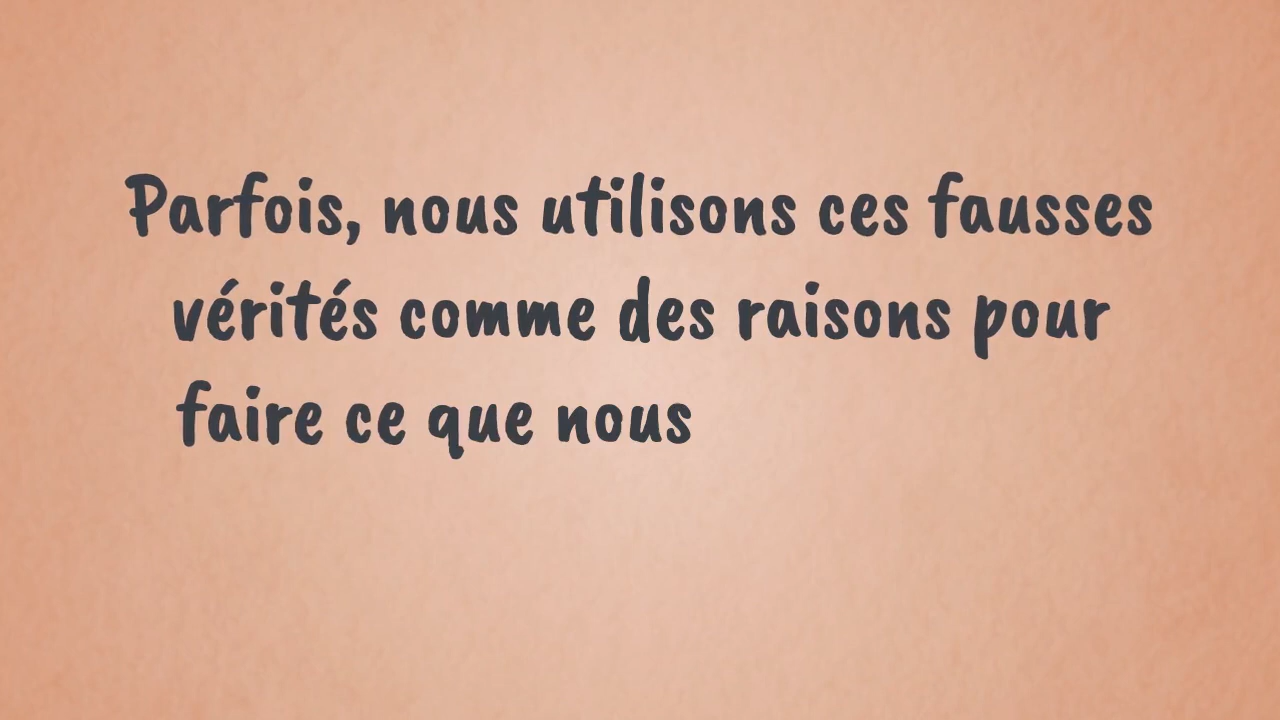 Parfois, nous utilisons ces fausses
vérités comme des raisons pour
faire ce que nous